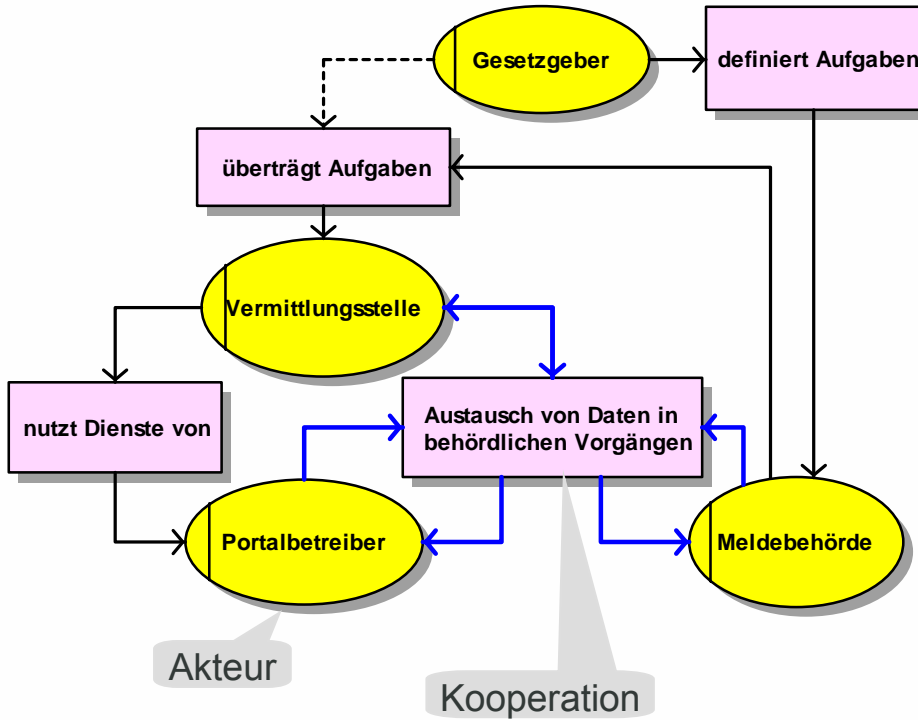 Gesetzgeber
definiert Aufgaben
überträgt Aufgaben
Vermittlungsstelle
nutzt Dienste von
Austausch von Daten in
behördlichen Vorgängen
Portalbetreiber
Meldebehörde
Akteur
Kooperation